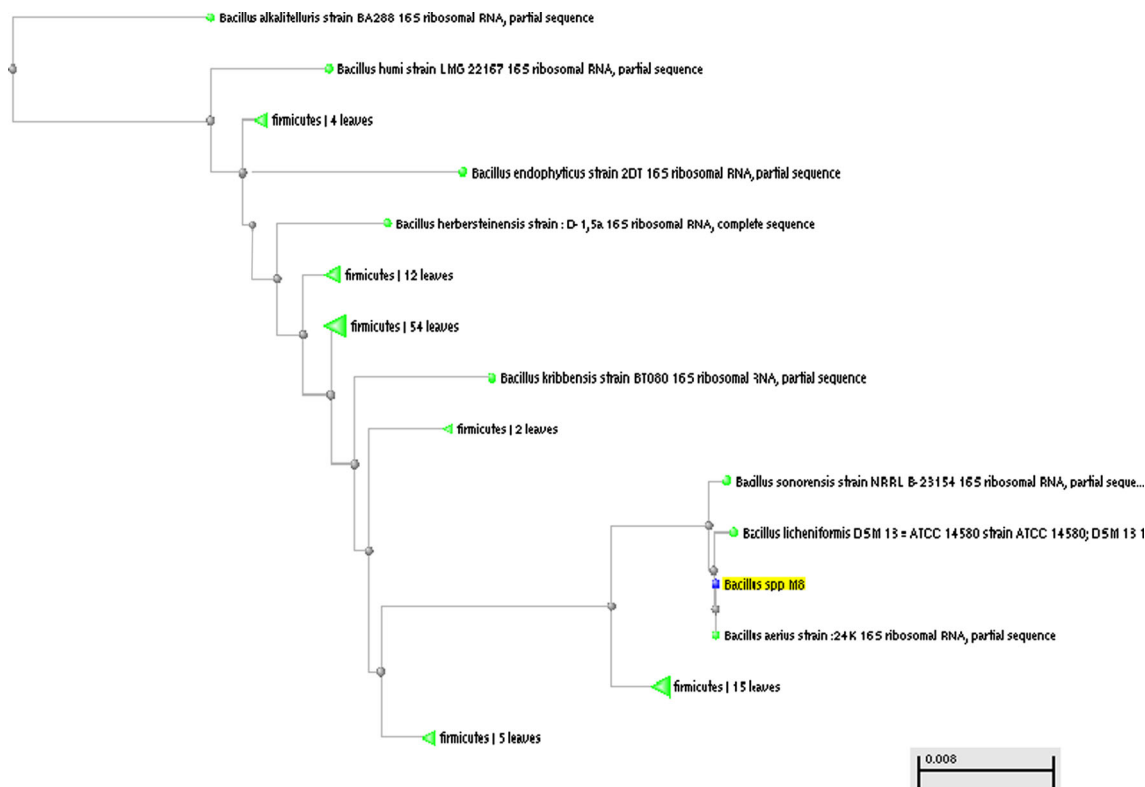 Bacillus alkalitelluris strain BA288 16S ribosomal RNA, partial sequence
Bacillus humi strain LMG 22167 16S ribosomal RNA, partial sequence
firmicutes | 4 leaves
Bacillus endophyticus strain 2DT 16S ribosomal RNA, partial sequence
Bacillus herbersteinensis strain : D-1,5a 16S ribosomal RNA, complete sequence
firmicutes | 12 leaves
firmicutes | 54 leaves
Bacillus kribbensis strain BT080 16S ribosomal RNA, partial sequence
firmicutes | 2 leaves
Bacillus sonorensis strain NRRL B-23154 16S ribosomal RNA, partial seque...
Bacillus licheniformis DSM 13 = ATCC 14580 strain ATCC 14580; DSM 13 1
Bacillus spp M8
Bacillus aerius strain :24K 16S ribosomal RNA, partial sequence
firmicutes | 15 leaves
firmicutes | 5 leaves
0.008